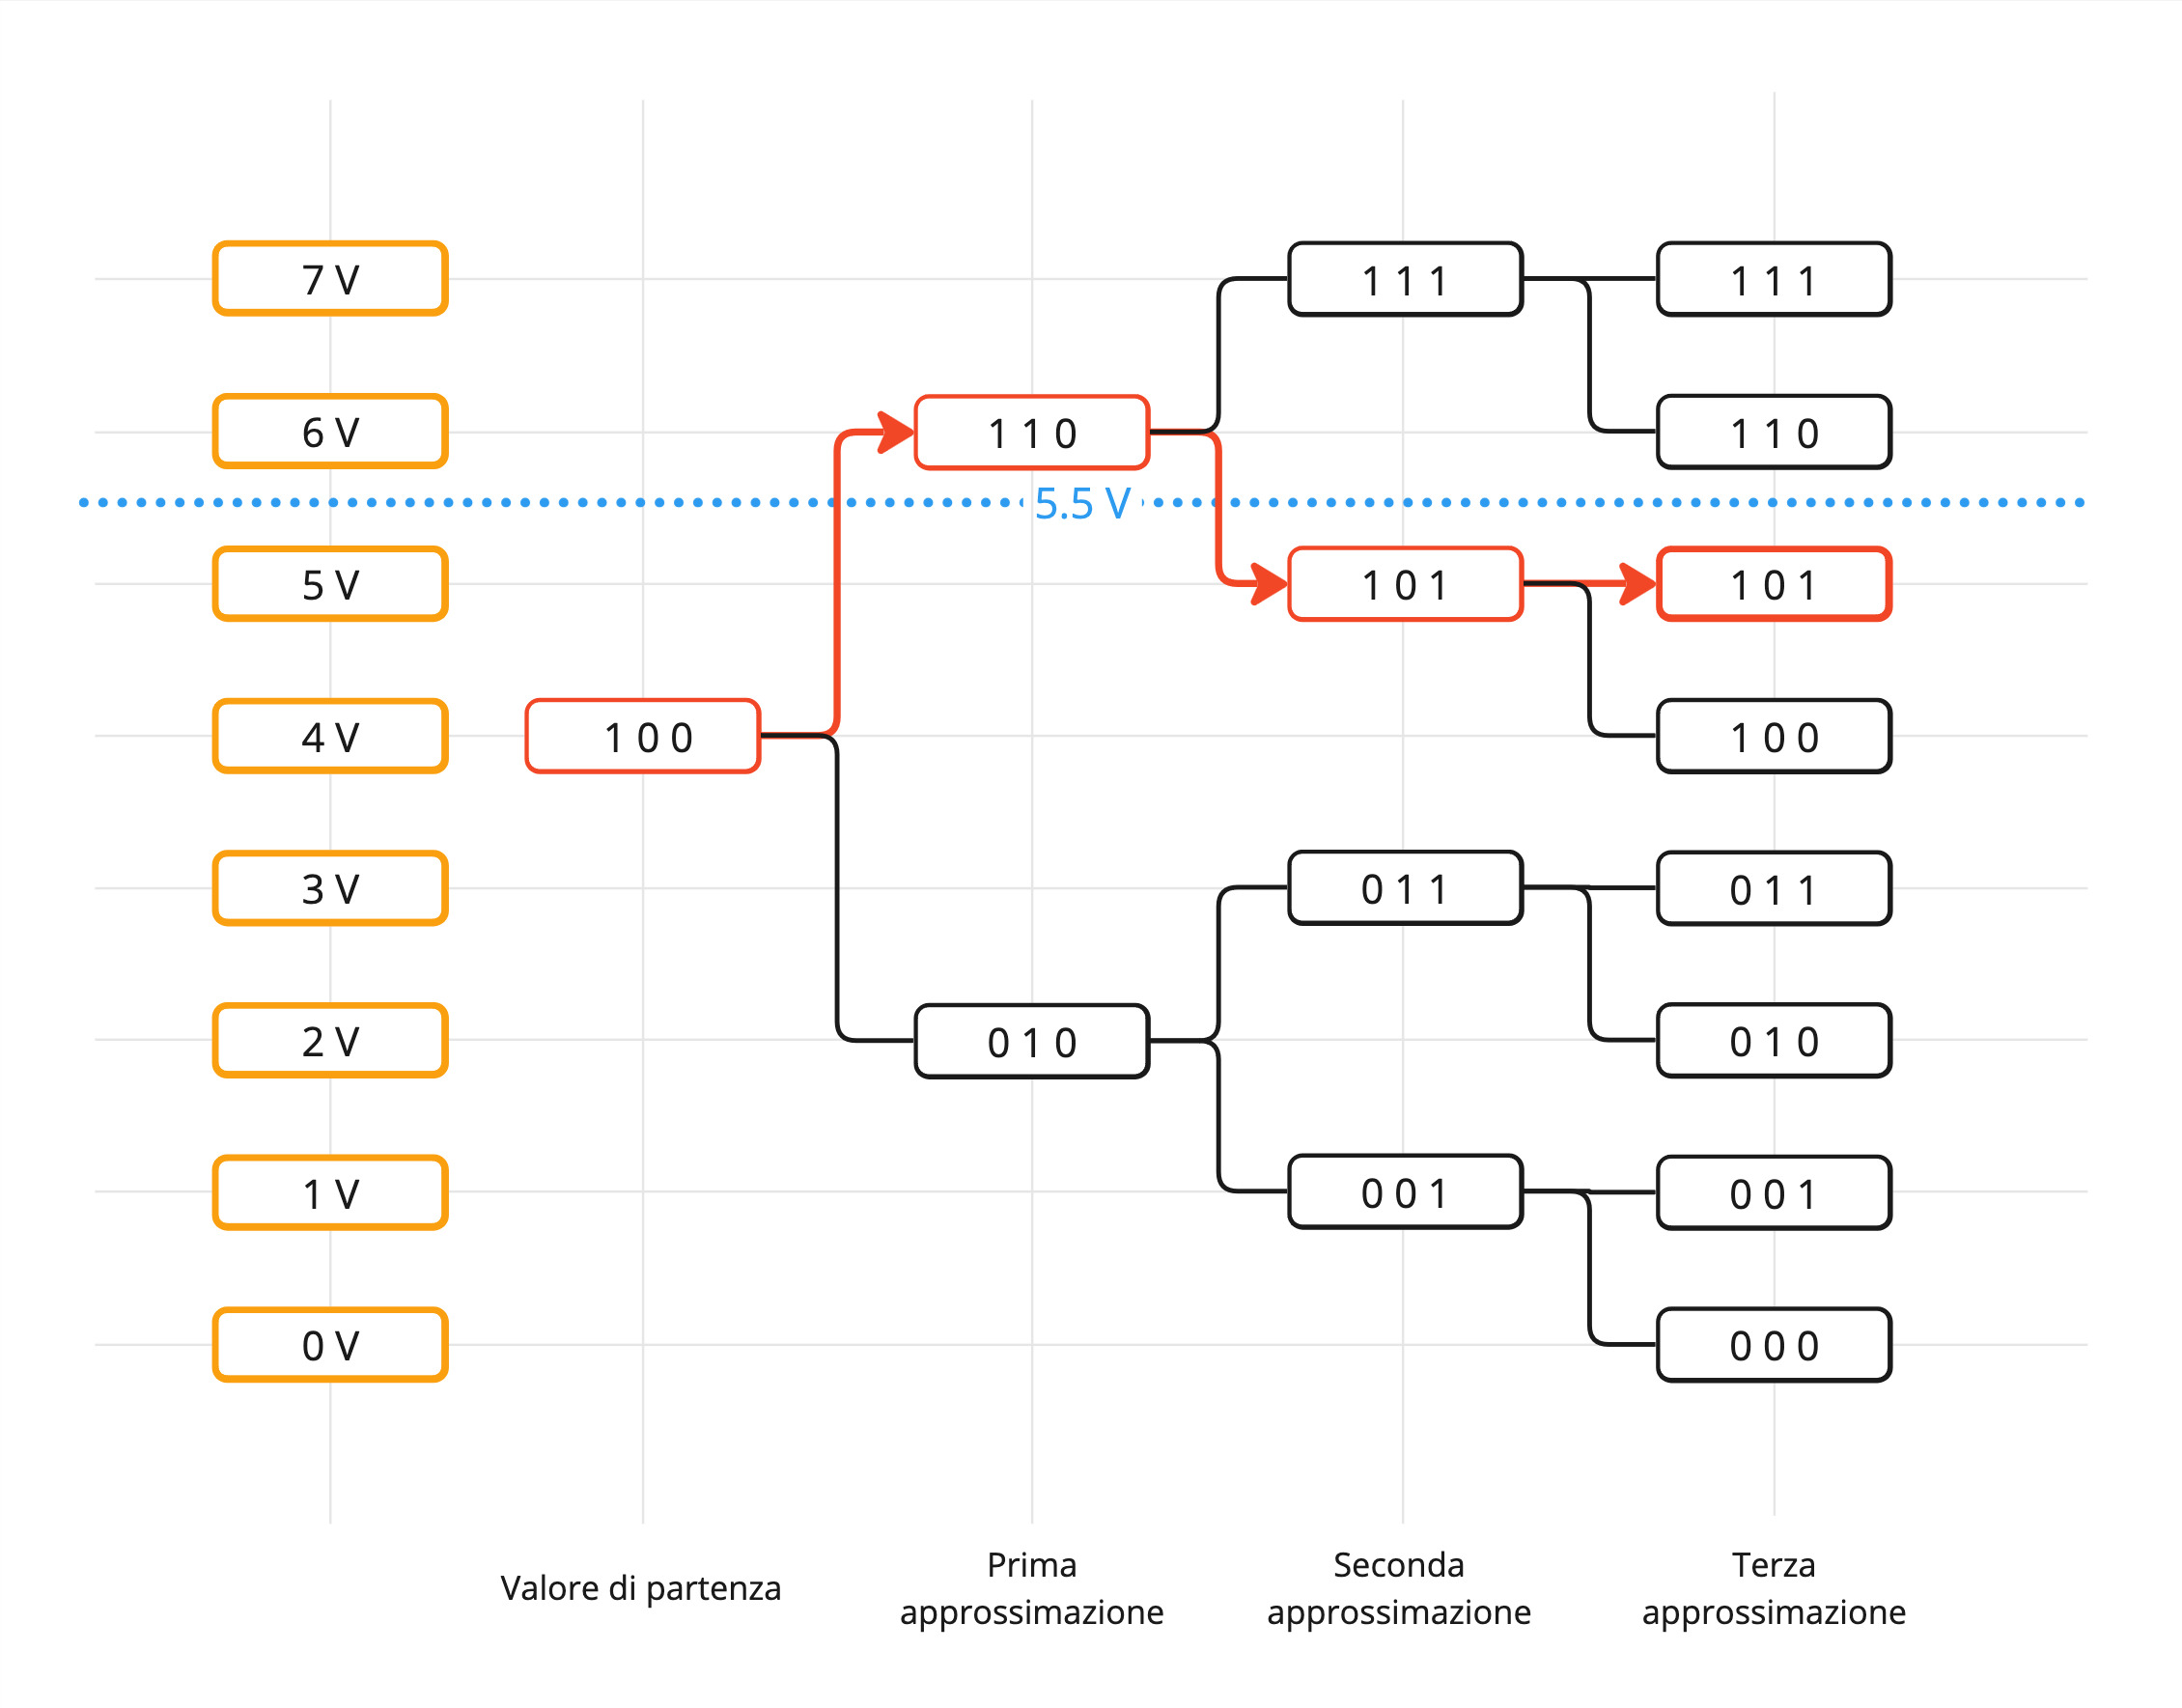 7 V
1 1 1
1 1 1
6 V
1 1 0
1 1 0
5.5 V
5 V
1 0 1
1 0 1
4 V
1 0 0
1 0 0
3 V
0 1 1
0 1 1
2 V
0 1 0
0 1 0
1 V
0 0 1
0 0 1
0 V
0 0 0
Valore di partenza
Prima
approssimazione
Seconda
approssimazione
Terza
approssimazione